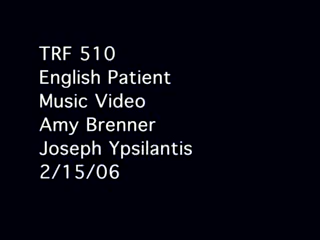 TRF 510
English Patient
Music Video
Amy Brenner
Joseph Ypsilantis
2/15/06